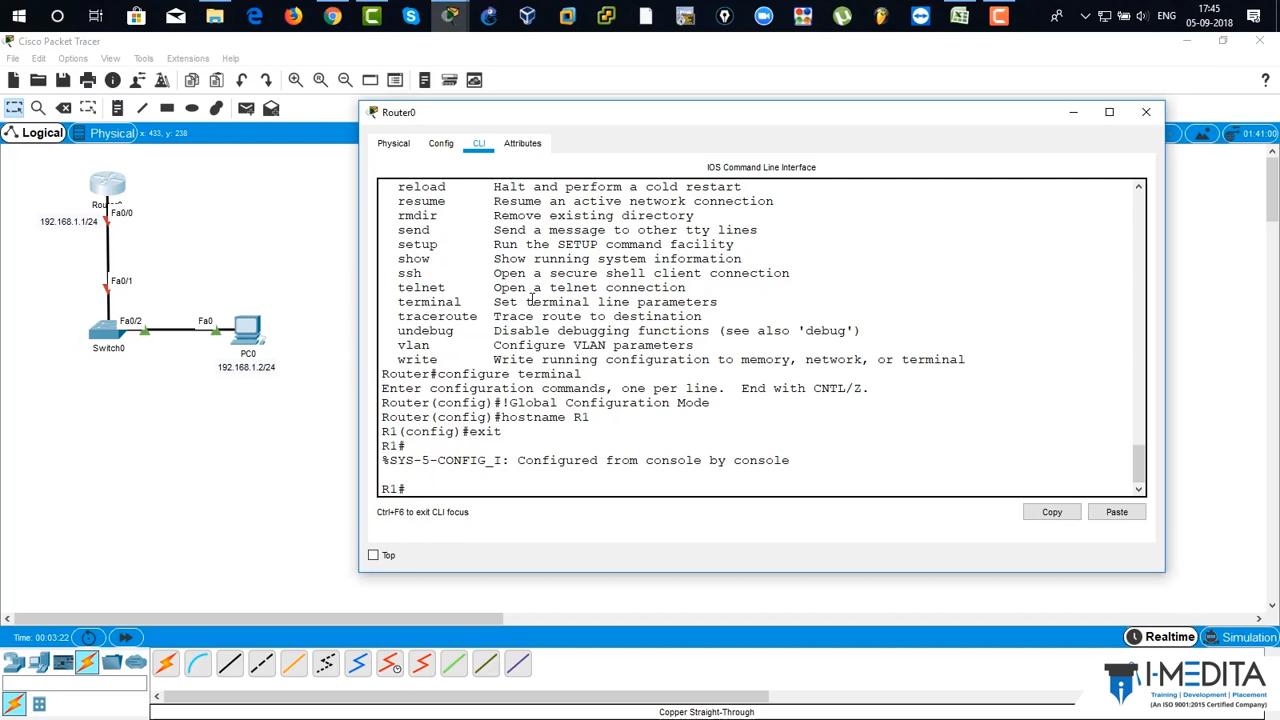 ENG
17:45
05-09-2018
Cisco Packet Tracer
File Edit Options View Tools Extensions Help
Logical Physical x: 433, y: 238
01:41:00
Router0
Physical Config CLI Attributes
IOS Command Line Interface
reload Halt and perform a cold restart
resume Resume an active network connection
rmdir Remove existing directory
send Send a message to other tty lines
setup Run the SETUP command facility
show Show running system information
ssh Open a secure shell client connection
telnet Open a telnet connection
terminal Set terminal line parameters
traceroute Trace route to destination
undebug Disable debugging functions (see also 'debug')
vlan Configure VLAN parameters
write Write running configuration to memory, network, or terminal
Router#configure terminal
Enter configuration commands, one per line. End with CNTL/Z.
Router(config)#!Global Configuration Mode
Router(config)#hostname R1
R1(config)#exit
R1#
%SYS-5-CONFIG_I: Configured from console by console
R1#
Ctrl+F6 to exit CLI focus
Copy Paste
Top
Fa0/0
192.168.1.1/24
Fa0/1
Fa0/2 Fa0
Switch0 PC0
192.168.1.2/24
Time: 00:03:22
Realtime Simulation
Copper Straight-Through
I-MEDITA
Training | Development | Placement
(An ISO 9001:2015 Certified Company)